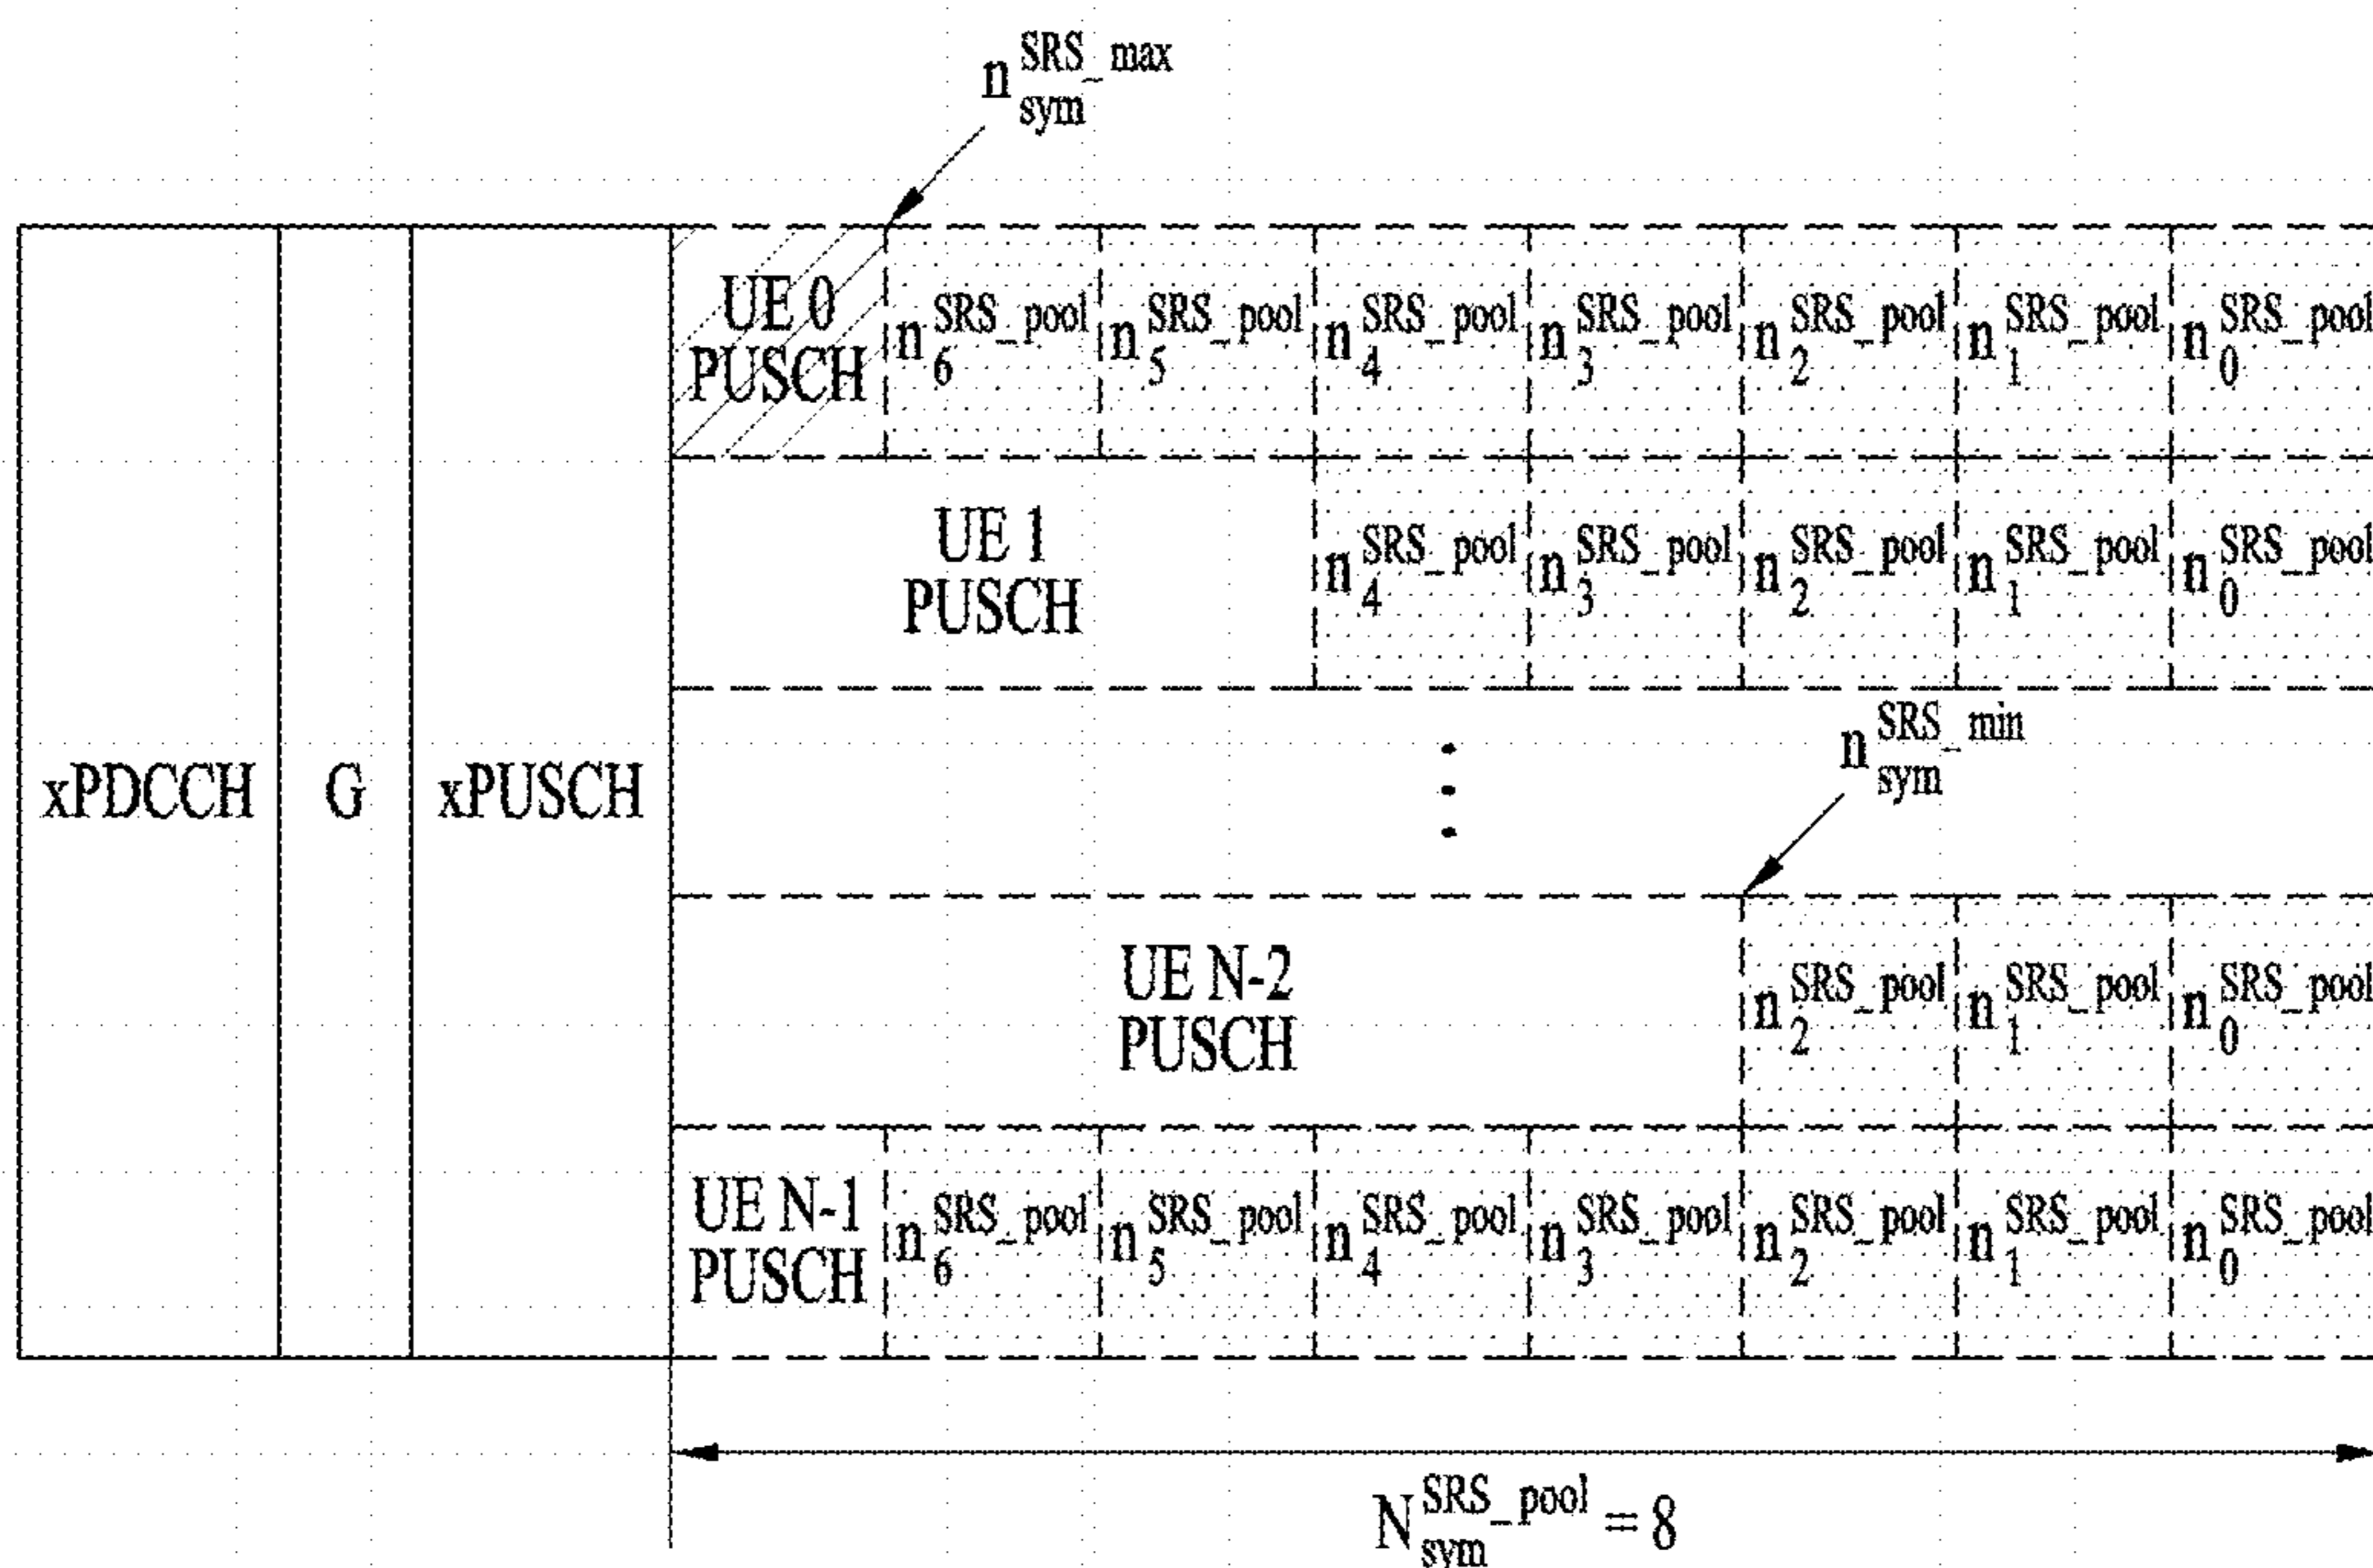 n_sym^SRS_max
UE 0
PUSCH
n_6^SRS_pool n_5^SRS_pool n_4^SRS_pool n_3^SRS_pool n_2^SRS_pool n_1^SRS_pool n_0^SRS_pool
UE 1
PUSCH
n_4^SRS_pool n_3^SRS_pool n_2^SRS_pool n_1^SRS_pool n_0^SRS_pool
n_sym^SRS_min
xPDCCH G xPUSCH
UE N-2
PUSCH
n_2^SRS_pool n_1^SRS_pool n_0^SRS_pool
UE N-1
PUSCH
n_6^SRS_pool n_5^SRS_pool n_4^SRS_pool n_3^SRS_pool n_2^SRS_pool n_1^SRS_pool n_0^SRS_pool
N_sym^SRS_pool = 8